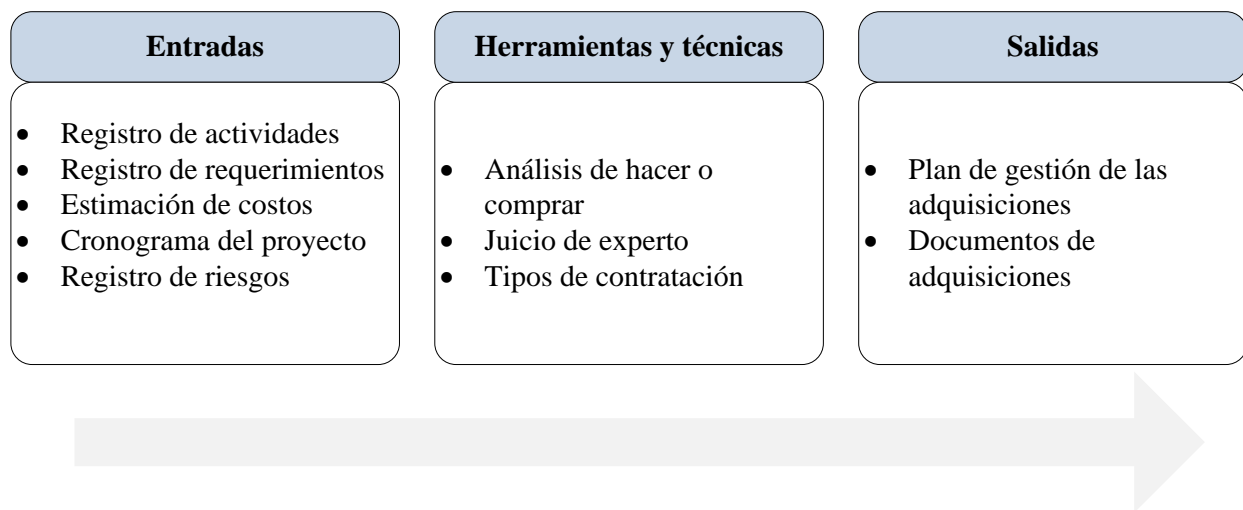 Entradas
• Registro de actividades
• Registro de requerimientos
• Estimación de costos
• Cronograma del proyecto
• Registro de riesgos
Herramientas y técnicas
• Análisis de hacer o
comprar
• Juicio de experto
• Tipos de contratación
Salidas
• Plan de gestión de las
adquisiciones
• Documentos de
adquisiciones